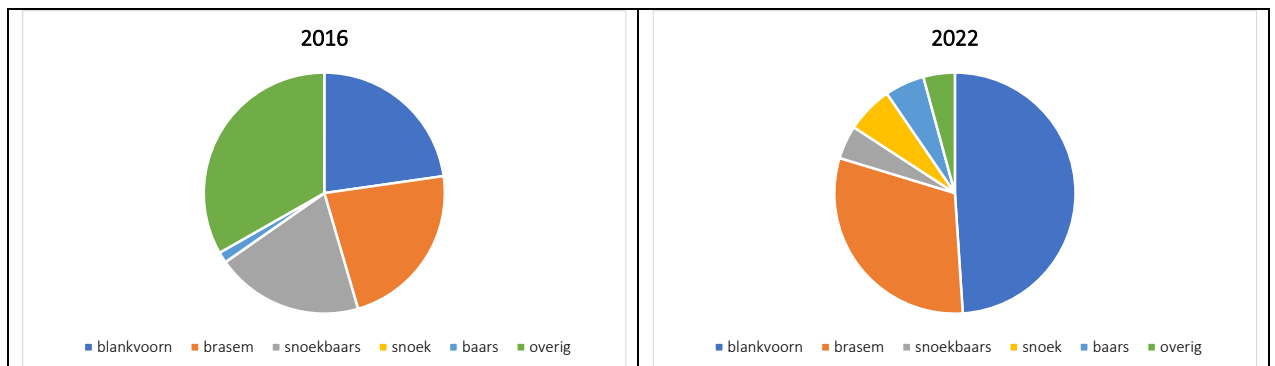 2016
blankvoorn brasem snoekbaars snoek baars overig
2022
blankvoorn brasem snoekbaars snoek baars overig